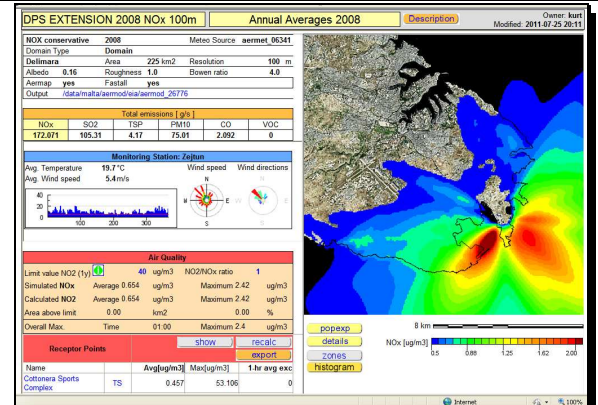 DPS EXTENSION 2008 NOx 100m
Annual Averages 2008
Description
Owner: kurt
Modified: 2011-07-25 20:11
NOX conservative 2008 Meteo Source aermet_06341
Domain Type Domain
Delimara Area 225 km2 Resolution 100 m
Albedo 0.16 Roughness 1.0 Bowen ratio 4.0
Aermap yes Fastall yes
Output /data/malta/aermod/eia/aermod_26776
Total emissions [ g/s ]
NOx SO2 TSP PM10 CO VOC
172.071 105.31 4.17 75.01 2.092 0
Monitoring Station: Zejtun
Avg. Temperature 19.7 °C Wind speed Wind directions
Avg. Wind speed 5.4 m/s
N
W E
S
40
20
0
100 200 300
Air Quality
Limit value NO2 (1y) 40 ug/m3 NO2/NOx ratio 1
Simulated NOx Average 0.654 ug/m3 Maximum 2.42 ug/m3
Calculated NO2 Average 0.654 ug/m3 Maximum 2.42 ug/m3
Area above limit 0.00 km2 0.00 %
Overall Max. Time 01:00 Maximum 2.4 ug/m3
Receptor Points
show recalc
export
Name Avg[ug/m3] Max[ug/m3] 1-hr avg exc
Cottonera Sports
Complex TS 0.457 53.106 0
popexp
details
zones
histogram
8 km
NOx [ug/m3]
0.5 0.88 1.25 1.62 2.00
Internet
100%